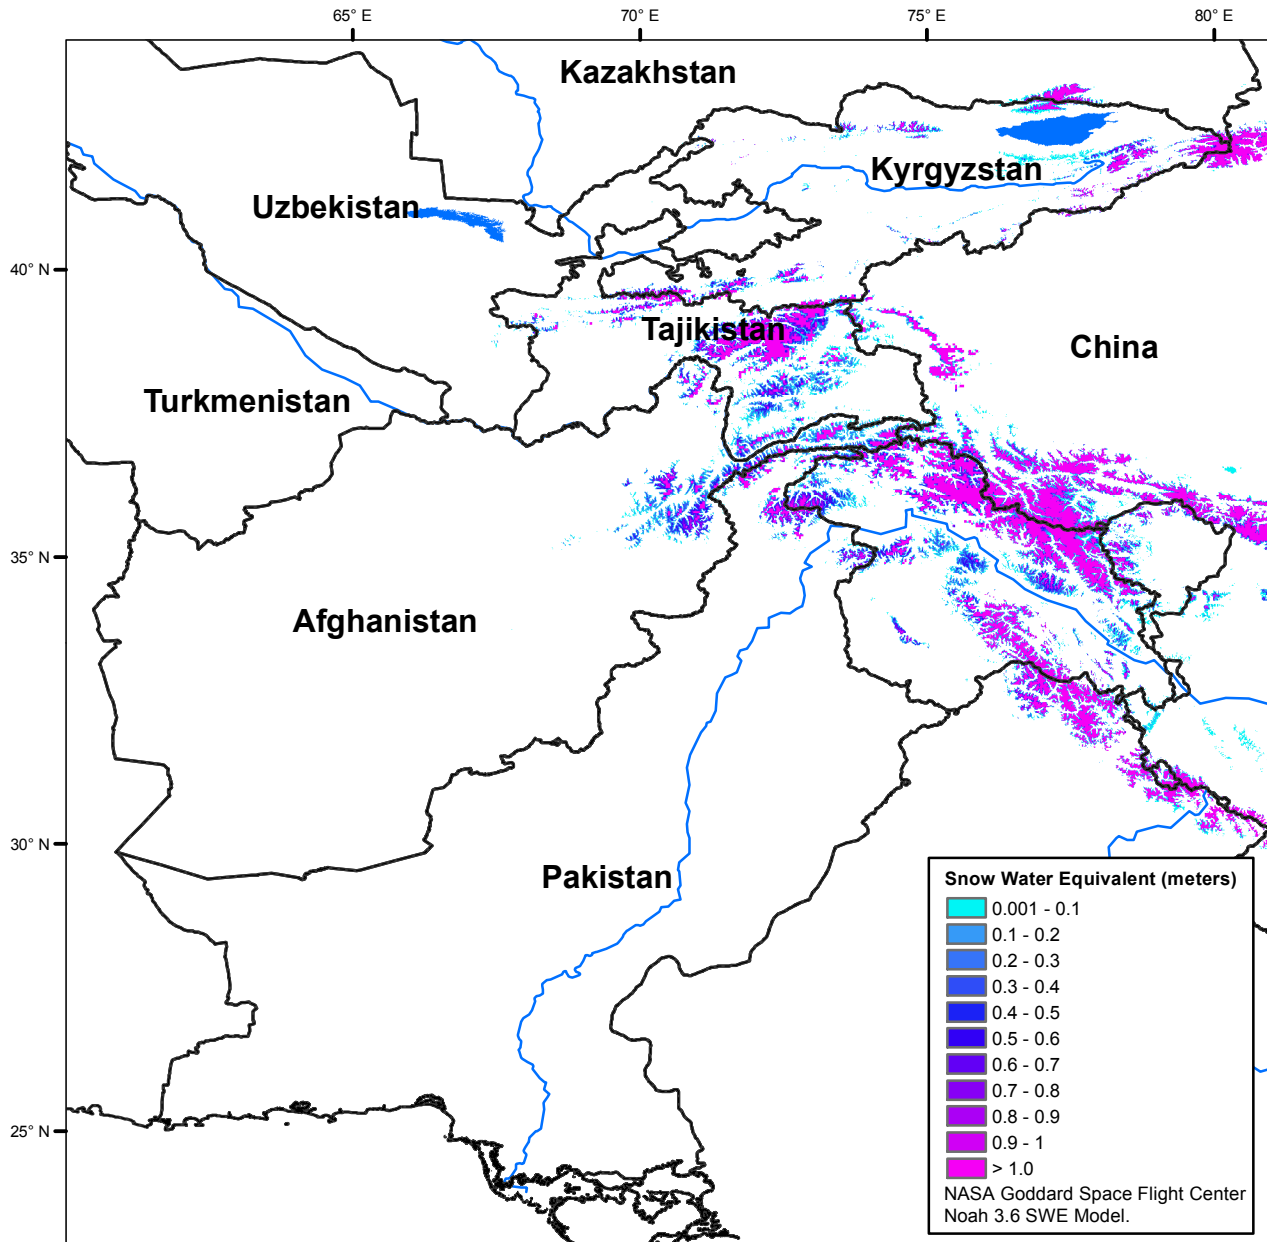 65° E
70° E
75° E
80° E
Kazakhstan
Kyrgyzstan
Uzbekistan
40° N
Tajikistan
China
Turkmenistan
35° N
Afghanistan
30° N
Pakistan
25° N
Snow Water Equivalent (meters)
0.001 - 0.1
0.1 - 0.2
0.2 - 0.3
0.3 - 0.4
0.4 - 0.5
0.5 - 0.6
0.6 - 0.7
0.7 - 0.8
0.8 - 0.9
0.9 - 1
> 1.0
NASA Goddard Space Flight Center
Noah 3.6 SWE Model.